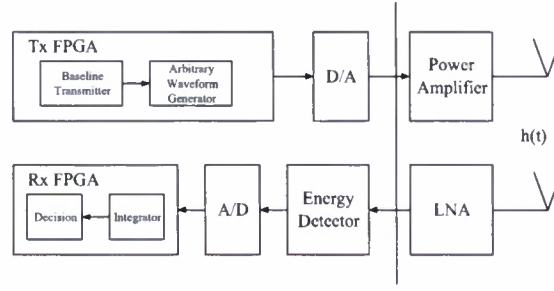 Tx FPGA
Baseline
Transmitter
Arbitrary
Waveform
Generator
D/A
Power
Amplifier
h(t)
Rx FPGA
Decision
Integrator
A/D
Energy
Detector
LNA